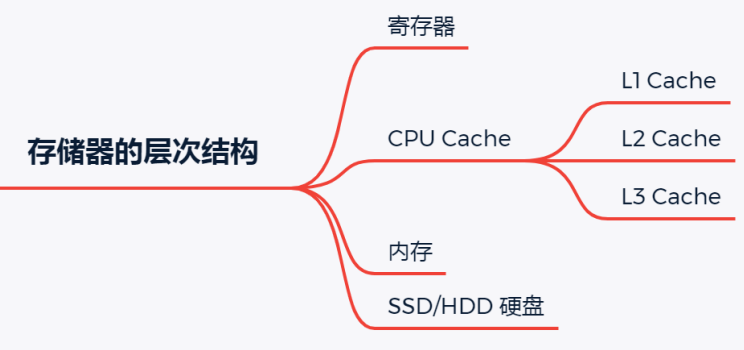 存储器的层次结构
寄存器
CPU Cache
L1 Cache
L2 Cache
L3 Cache
内存
SSD/HDD 硬盘